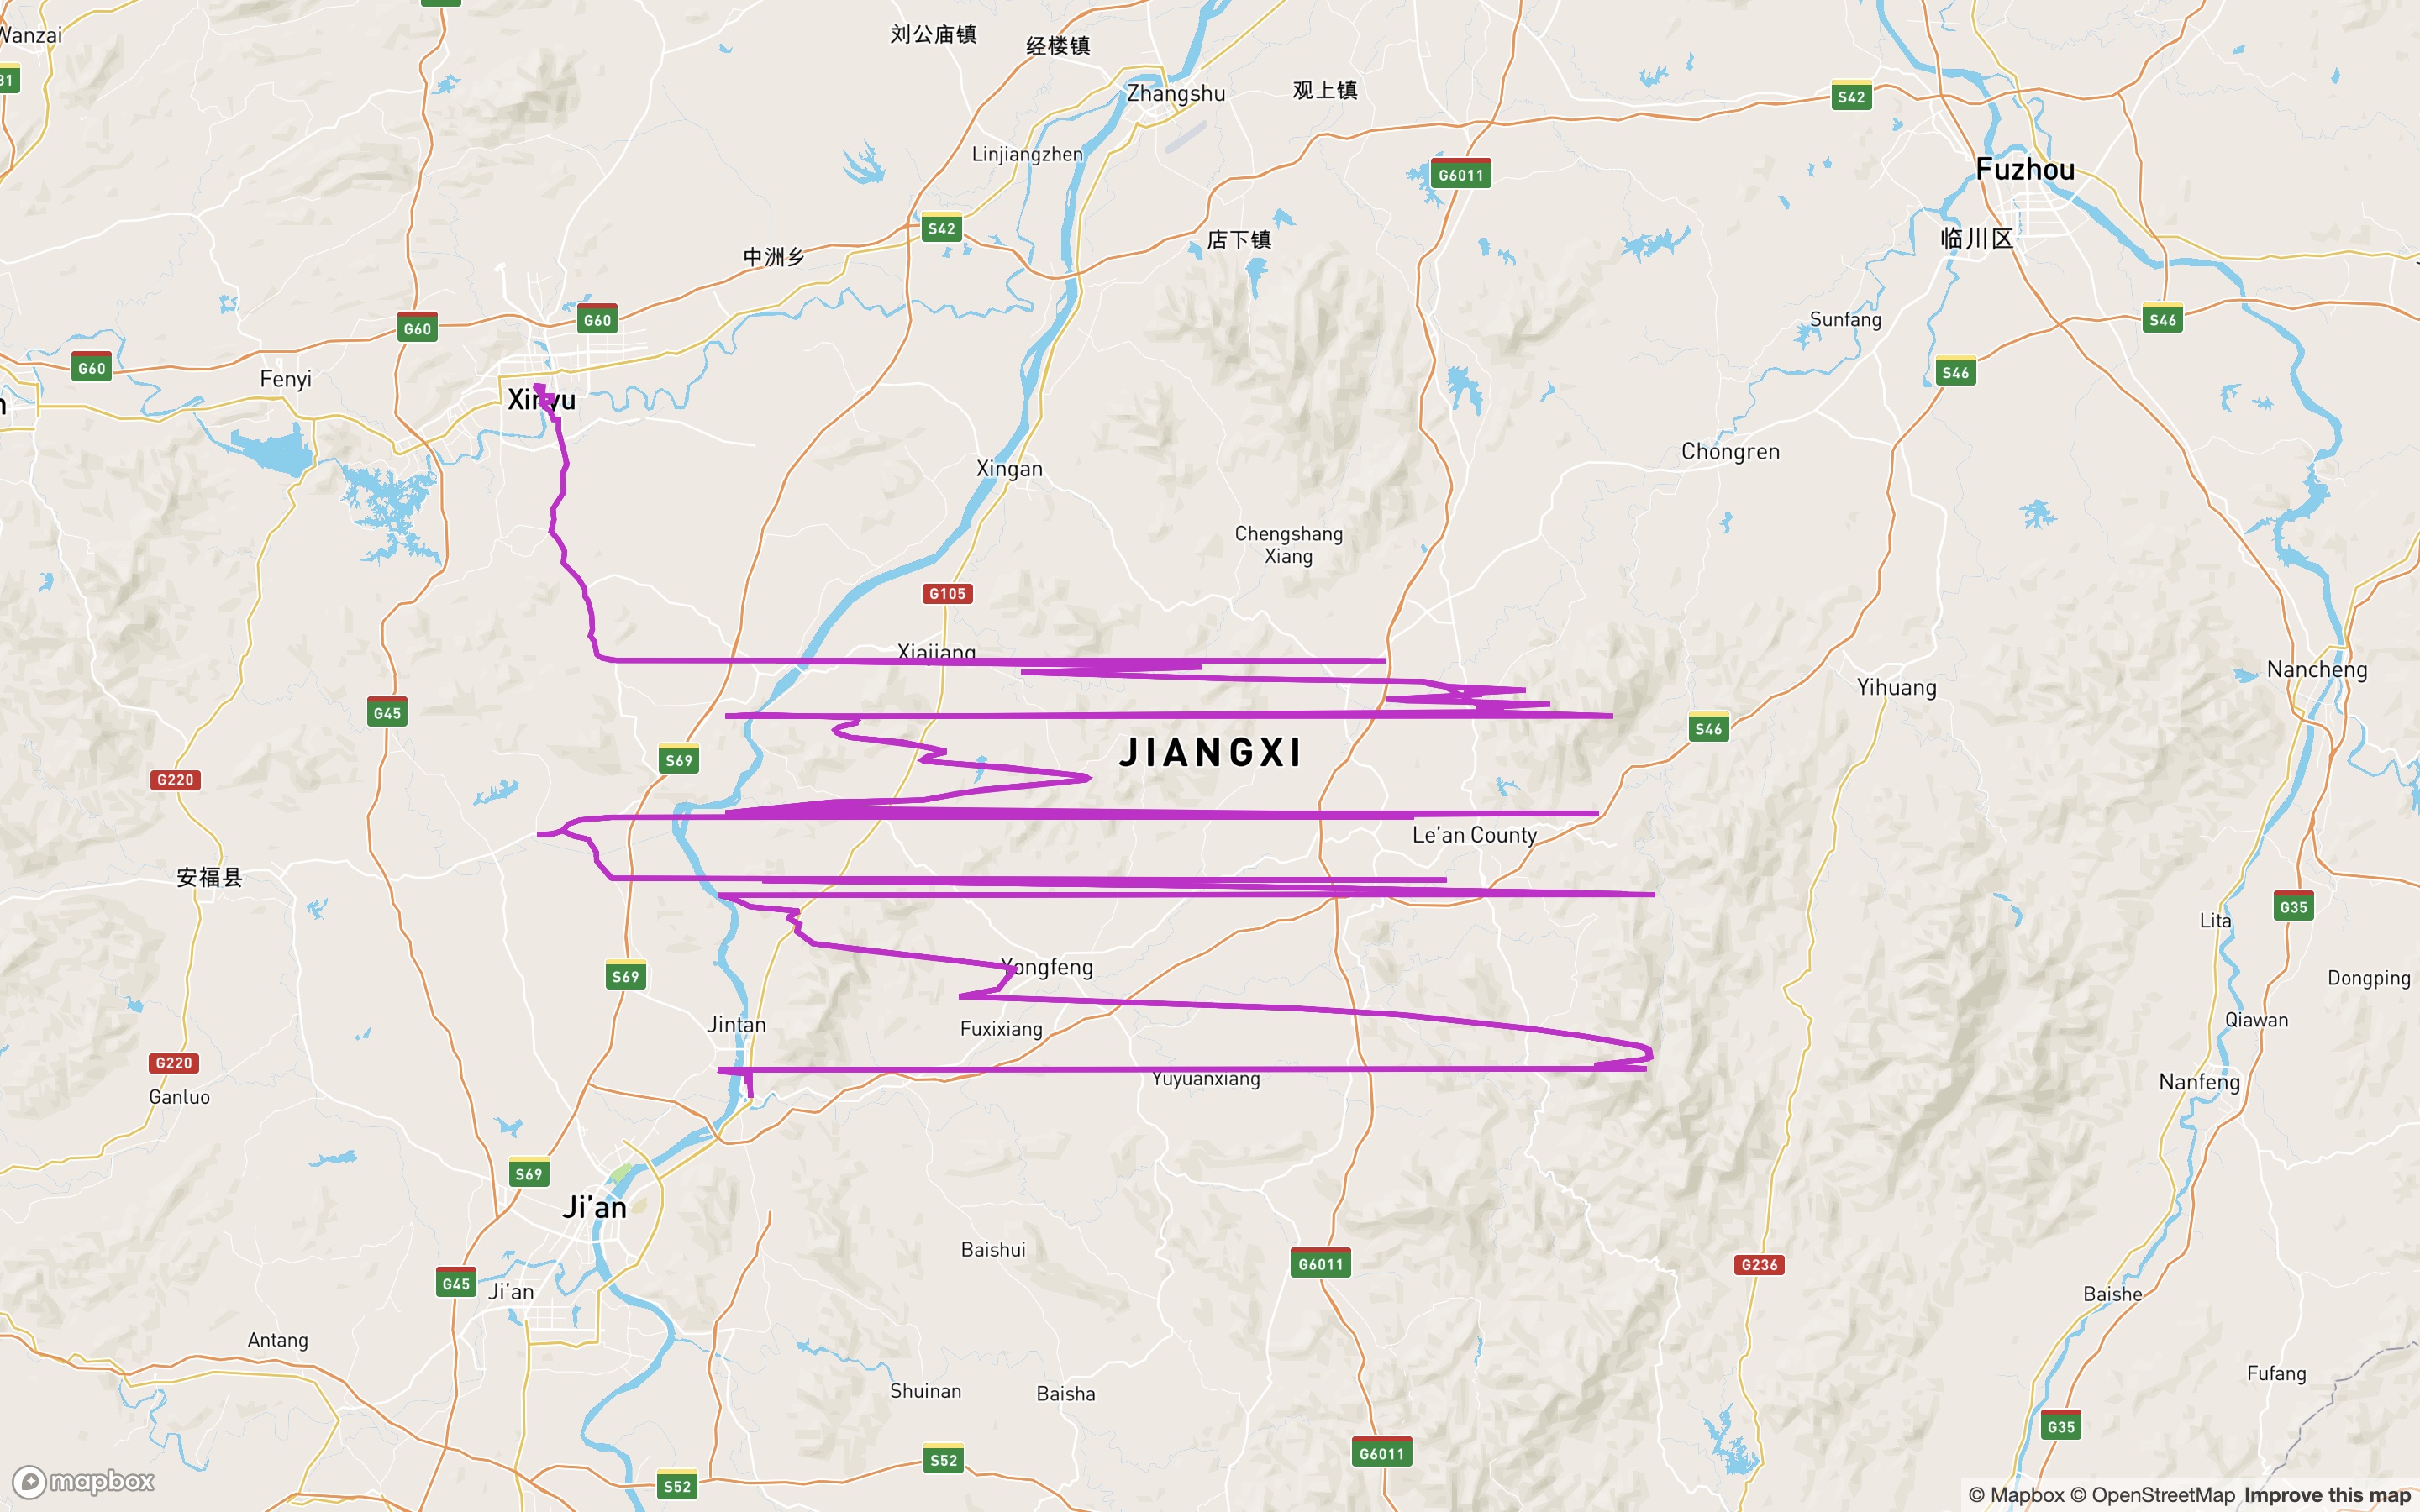 Wanzai
刘公庙镇
经楼镇
31
Zhangshu
观上镇
S42
Linjiangzhen
G6011
Fuzhou
S42
店下镇
临川区
中洲乡
G60
G60
Sunfang
S46
G60
Fenyi
S46
Xinyu
Chongren
Xingan
Chengshang
Xiang
G105
Xiajiang
Nancheng
Yihuang
G45
S46
JIANGXI
S69
G220
Le'an County
安福县
G35
Lita
Yongfeng
S69
Dongping
Jintan
Fuxixiang
Qiawan
G220
Yuyuanxiang
Nanfeng
Ganluo
S69
Ji'an
Baishui
G6011
G236
G45
Ji'an
Baishe
Antang
Fufang
Shuinan
Baisha
G35
G6011
S52
S52
mapbox
© Mapbox © OpenStreetMap Improve this map